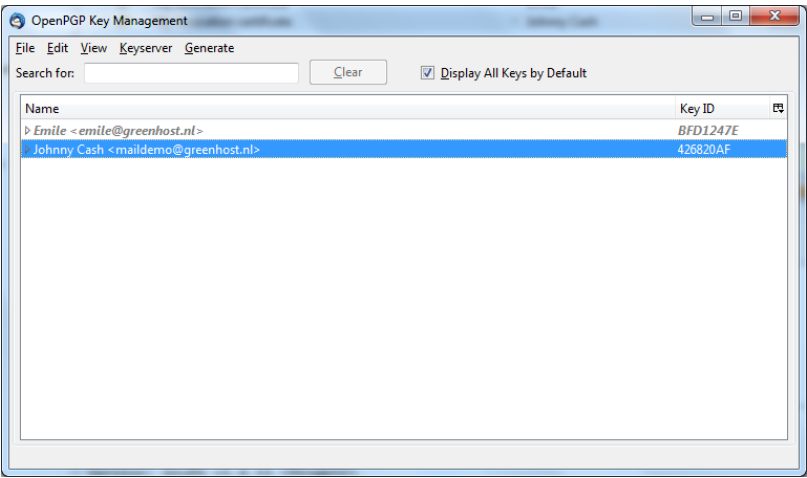 OpenPGP Key Management
File Edit View Keyserver Generate
Search for: Clear Display All Keys by Default
Name Key ID
Emile <emile@greenhost.nl> BFD1247E
Johnny Cash <maildemo@greenhost.nl> 426820AF